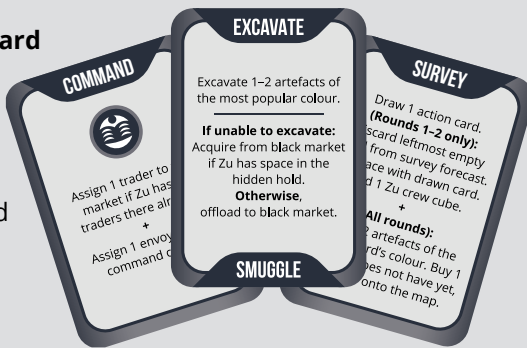 ard
d
COMMAND
Assign 1 trader to
market if Zu has
traders there alr
+
Assign 1 envoy
command c
EXCAVATE
Excavate 1–2 artefacts of
the most popular colour.
If unable to excavate:
Acquire from black market
if Zu has space in the
hidden hold.
Otherwise,
offload to black market.
SMUGGLE
SURVEY
Draw 1 action card.
(Rounds 1–2 only):
scard leftmost empty
from survey forecast.
ace with drawn card.
d 1 Zu crew cube.
+
All rounds):
2 artefacts of the
rd's colour. Buy 1
oes not have yet,
onto the map.